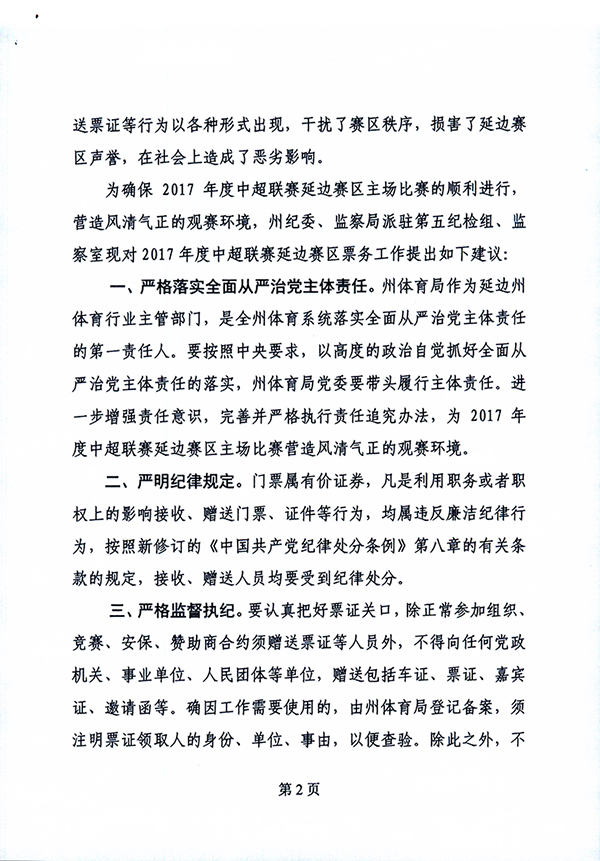 送票证等行为以各种形式出现，干扰了赛区秩序，损害了延边赛
区声誉，在社会上造成了恶劣影响。
为确保 2017 年度中超联赛延边赛区主场比赛的顺利进行，
营造风清气正的观赛环境，州纪委、监察局派驻第五纪检组、监
察室现对 2017 年度中超联赛延边赛区票务工作提出如下建议：
一、严格落实全面从严治党主体责任。州体育局作为延边州
体育行业主管部门，是全州体育系统落实全面从严治党主体责任
的第一责任人。要按照中央要求，以高度的政治自觉抓好全面从
严治党主体责任的落实，州体育局党委要带头履行主体责任。进
一步增强责任意识，完善并严格执行责任追究办法，为 2017 年
度中超联赛延边赛区主场比赛营造风清气正的观赛环境。
二、严明纪律规定。门票属有价证券，凡是利用职务或者职
权上的影响接收、赠送门票、证件等行为，均属违反廉洁纪律行
为，按照新修订的《中国共产党纪律处分条例》第八章的有关条
款的规定，接收、赠送人员均要受到纪律处分。
三、严格监督执纪。要认真把好票证关口，除正常参加组织、
竞赛、安保、赞助商合约须赠送票证等人员外，不得向任何党政
机关、事业单位、人民团体等单位，赠送包括车证、票证、嘉宾
证、邀请函等。确因工作需要使用的，由州体育局登记备案，须
注明票证领取人的身份、单位、事由，以便查验。除此之外，不
第 2 页